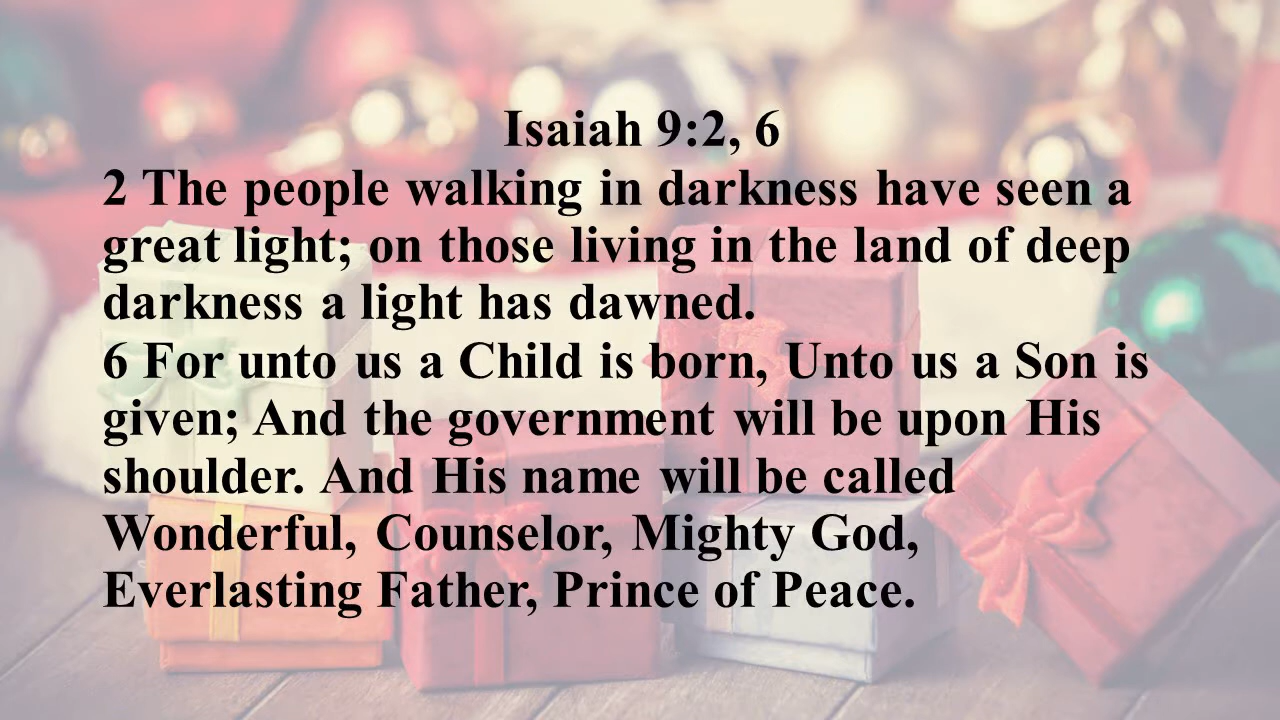 Isaiah 9:2, 6
2 The people walking in darkness have seen a
great light; on those living in the land of deep
darkness a light has dawned.
6 For unto us a Child is born, Unto us a Son is
given; And the government will be upon His
shoulder. And His name will be called
Wonderful, Counselor, Mighty God,
Everlasting Father, Prince of Peace.